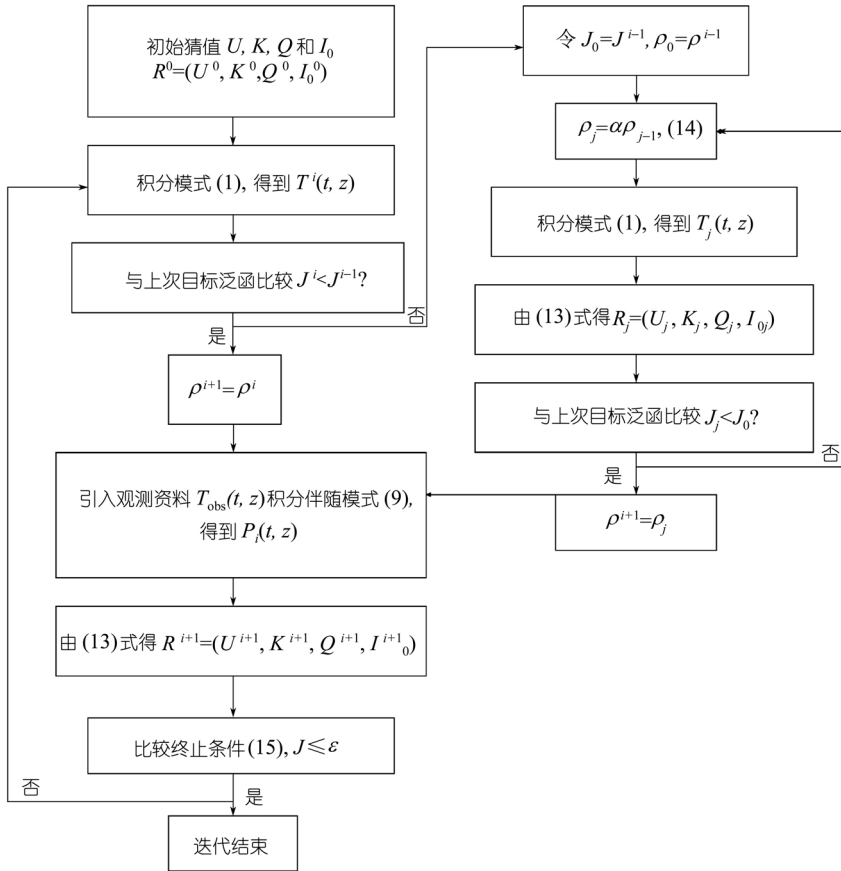 初始猜值 U, K, Q 和 I₀
R⁰=(U⁰, K⁰,Q⁰, I₀⁰)
积分模式 (1), 得到 Tⁱ(t, z)
与上次目标泛函比较 Jⁱ<Jⁱ⁻¹?
是
否
ρⁱ⁺¹=ρⁱ
引入观测资料 T_obs(t, z)积分伴随模式 (9),
得到 Pᵢ(t, z)
由 (13) 式得 Rⁱ⁺¹=(Uⁱ⁺¹, Kⁱ⁺¹, Qⁱ⁺¹, Iⁱ⁺¹₀)
比较终止条件 (15), J≤ε
否
是
迭代结束
令 J₀=Jⁱ⁻¹, ρ₀=ρⁱ⁻¹
ρⱼ=αρⱼ₋₁, (14)
积分模式 (1), 得到 Tⱼ(t, z)
由 (13) 式得 Rⱼ=(Uⱼ, Kⱼ, Qⱼ, I₀ⱼ)
与上次目标泛函比较 Jⱼ<J₀?
否
是
ρⁱ⁺¹=ρⱼ